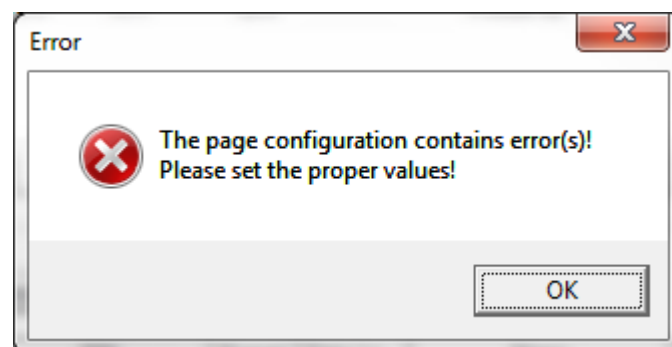 Error
The page configuration contains error(s)!
Please set the proper values!
OK